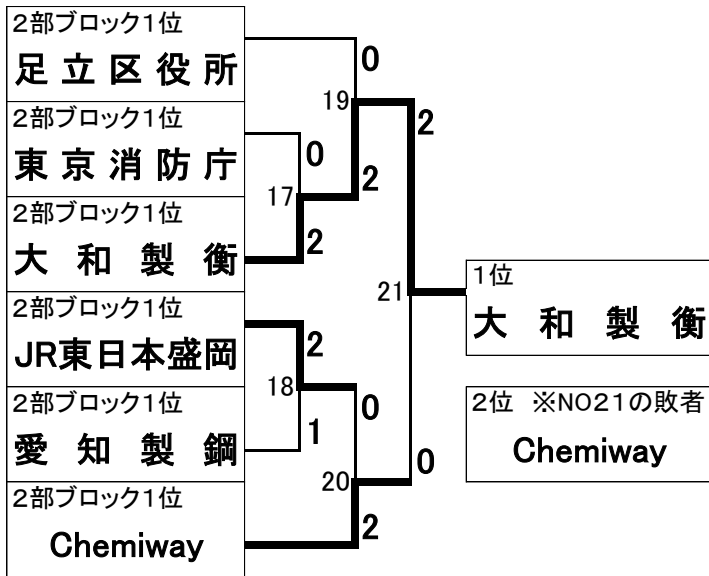 2部ブロック1位
足立区役所
2部ブロック1位
東京消防庁
2部ブロック1位
大和製衡
2部ブロック1位
JR東日本盛岡
2部ブロック1位
愛知製鋼
2部ブロック1位
Chemiway
0
19
2
0
17
2
2
21
2
18
0
1
20
0
2
1位
大和製衡
2位 ※NO21の敗者
Chemiway